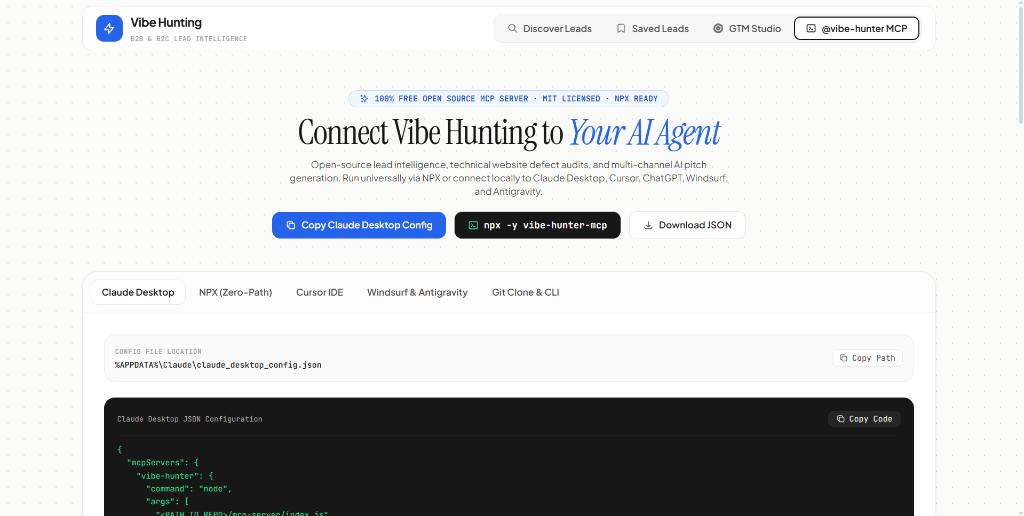 Vibe Hunting
B2B & B2C LEAD INTELLIGENCE
Discover Leads
Saved Leads
GTM Studio
@vibe-hunter MCP
100% FREE OPEN SOURCE MCP SERVER · MIT LICENSED · NPX READY
Connect Vibe Hunting to Your AI Agent
Open-source lead intelligence, technical website defect audits, and multi-channel AI pitch
generation. Run universally via NPX or connect locally to Claude Desktop, Cursor, ChatGPT, Windsurf,
and Antigravity.
Copy Claude Desktop Config
npx -y vibe-hunter-mcp
Download JSON
Claude Desktop
NPX (Zero-Path)
Cursor IDE
Windsurf & Antigravity
Git Clone & CLI
CONFIG FILE LOCATION
%APPDATA%\Claude\claude_desktop_config.json
Copy Path
Claude Desktop JSON Configuration
Copy Code
{
"mcpServers": {
"vibe-hunter": {
"command": "node",
"args": [
"<PATH_TO_REPO>/mcp-server/index.js"